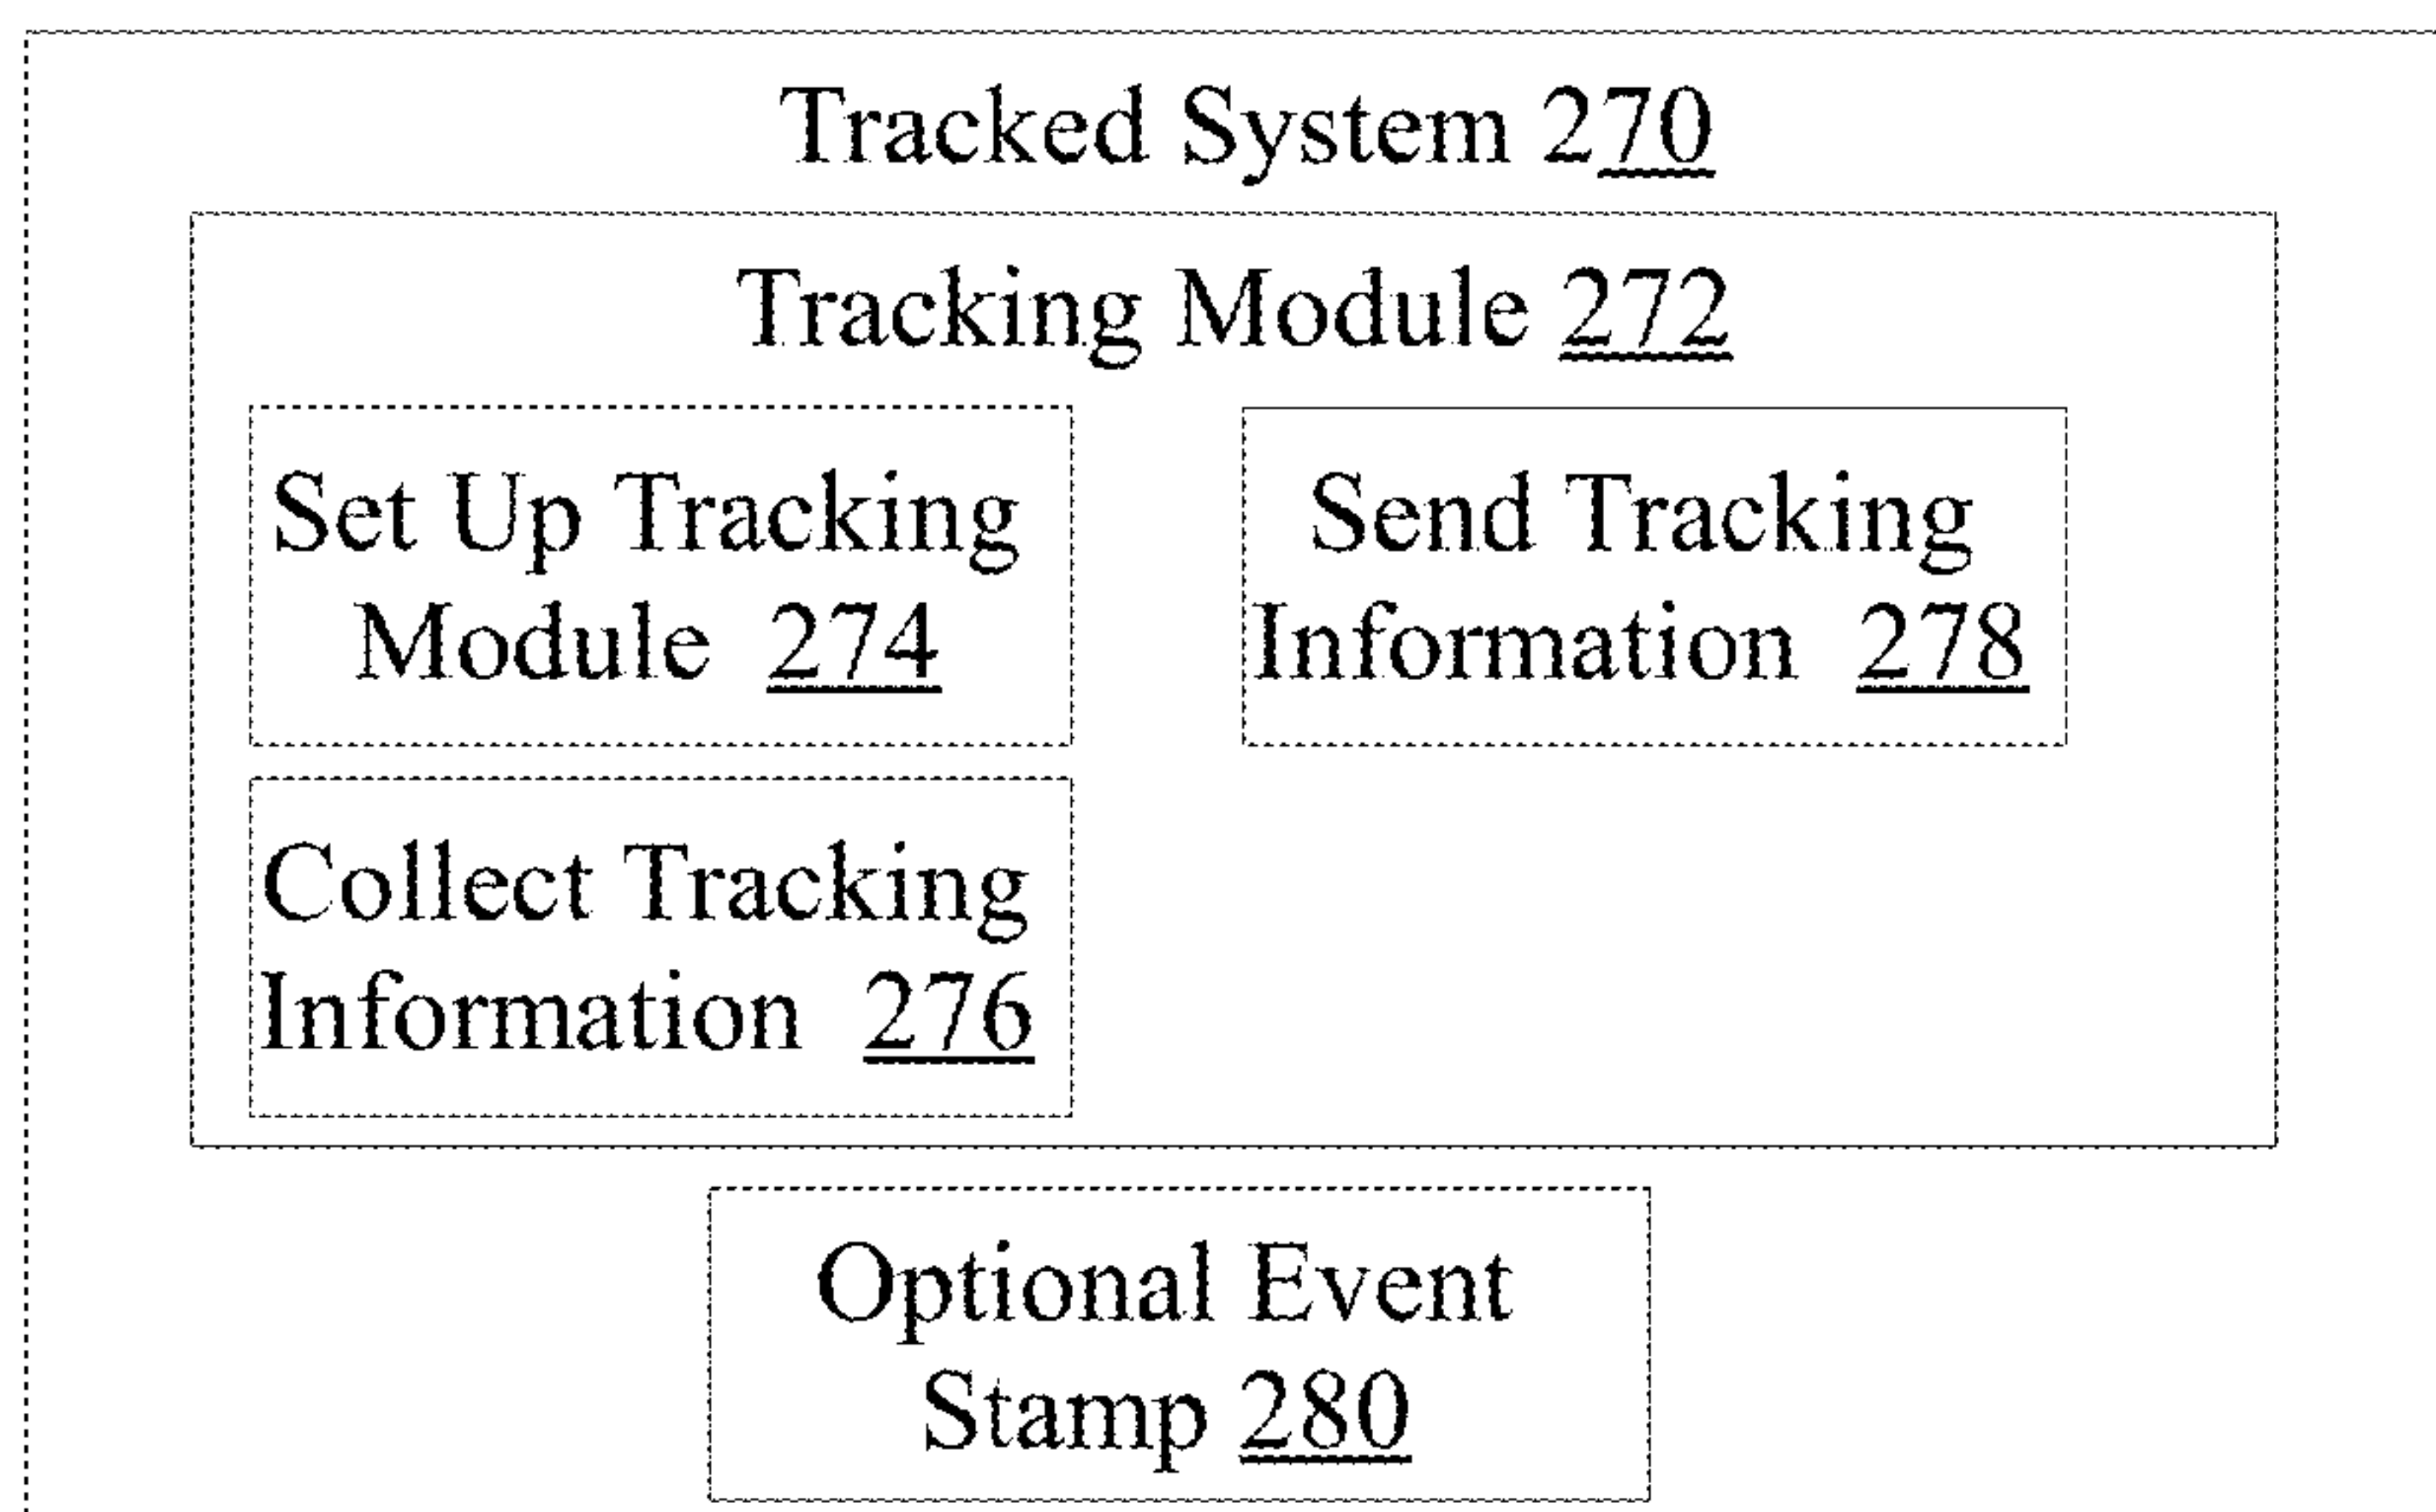 Tracked System 270
Tracking Module 272
Set Up Tracking
Module 274
Send Tracking
Information 278
Collect Tracking
Information 276
Optional Event
Stamp 280